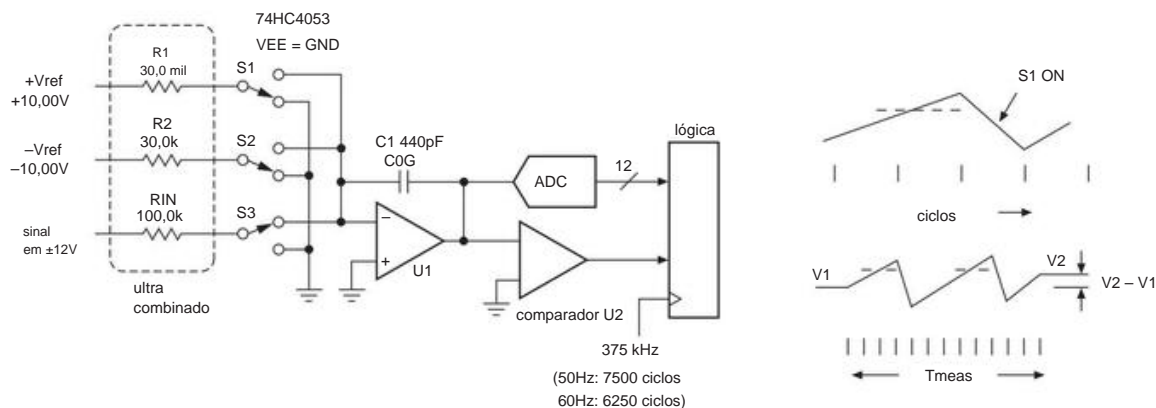 74HC4053
VEE = GND
R1
30,0 mil
+Vref
+10,00V
S1
R2
30,0k
–Vref
–10,00V
S2
RIN
100,0k
sinal
em ±12V
S3
ultra
combinado
C1 440pF
C0G
–
+
U1
ADC
12
lógica
comparador U2
375 kHz
(50Hz: 7500 ciclos
60Hz: 6250 ciclos)
S1 ON
ciclos
V1
V2
V2 – V1
Tmeas